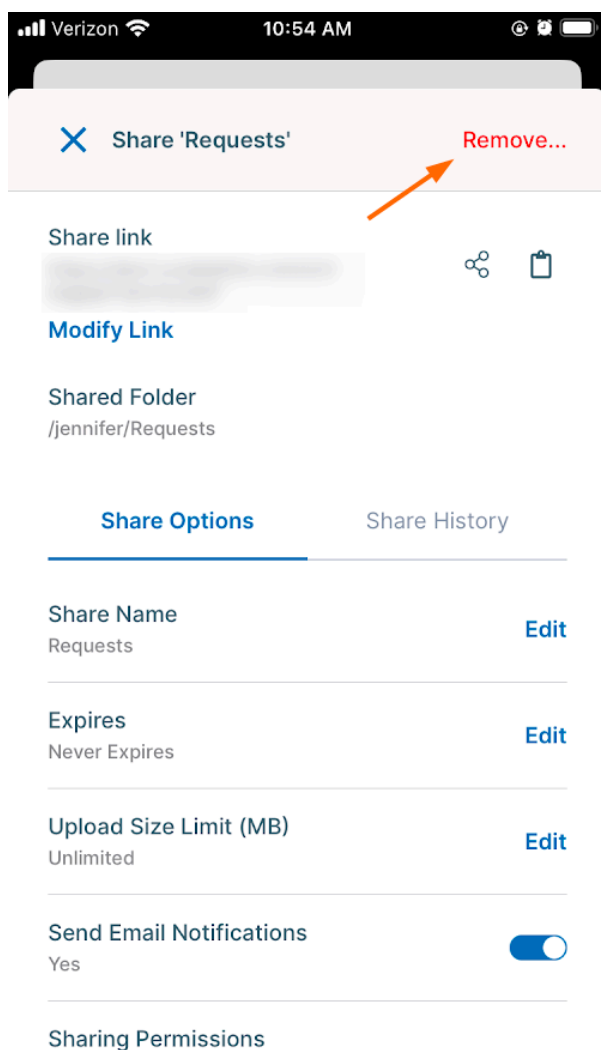 Verizon 10:54 AM
Share 'Requests' Remove...
Share link
Modify Link
Shared Folder
/jennifer/Requests
Share Options Share History
Share Name
Requests
Edit
Expires
Never Expires
Edit
Upload Size Limit (MB)
Unlimited
Edit
Send Email Notifications
Yes
Sharing Permissions